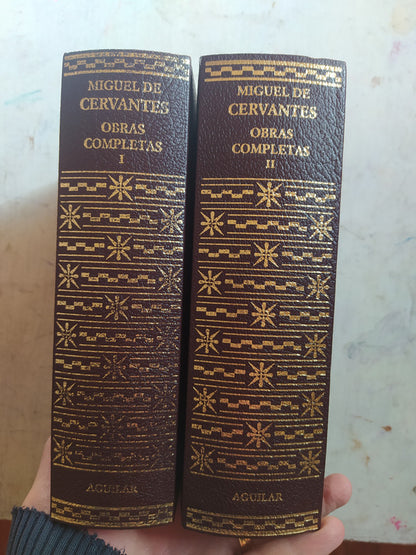 MIGUEL DE
CERVANTES
OBRAS
COMPLETAS
I
AGUILAR
MIGUEL DE
CERVANTES
OBRAS
COMPLETAS
II
AGUILAR